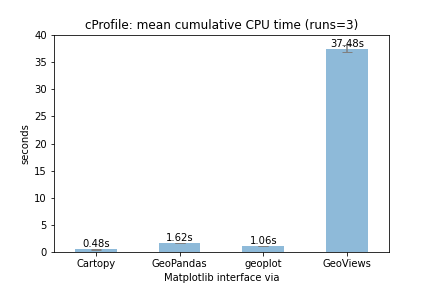 cProfile: mean cumulative CPU time (runs=3)
40
35
30
25
20
15
10
5
0
seconds
0.48s
1.62s
1.06s
37.48s
Cartopy GeoPandas geoplot GeoViews
Matplotlib interface via